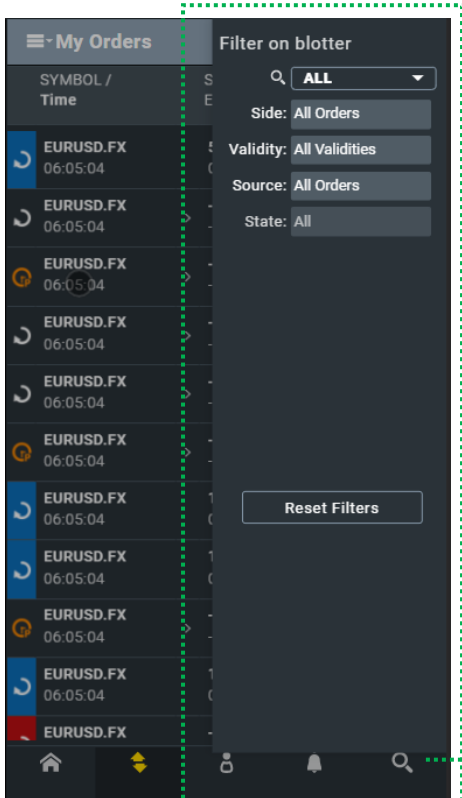 My Orders
SYMBOL /
Time
S
E
EURUSD.FX
06:05:04
EURUSD.FX
06:05:04
EURUSD.FX
06:05:04
EURUSD.FX
06:05:04
EURUSD.FX
06:05:04
EURUSD.FX
06:05:04
EURUSD.FX
06:05:04
EURUSD.FX
06:05:04
EURUSD.FX
06:05:04
EURUSD.FX
06:05:04
EURUSD.FX
Filter on blotter
ALL
Side: All Orders
Validity: All Validities
Source: All Orders
State: All
Reset Filters